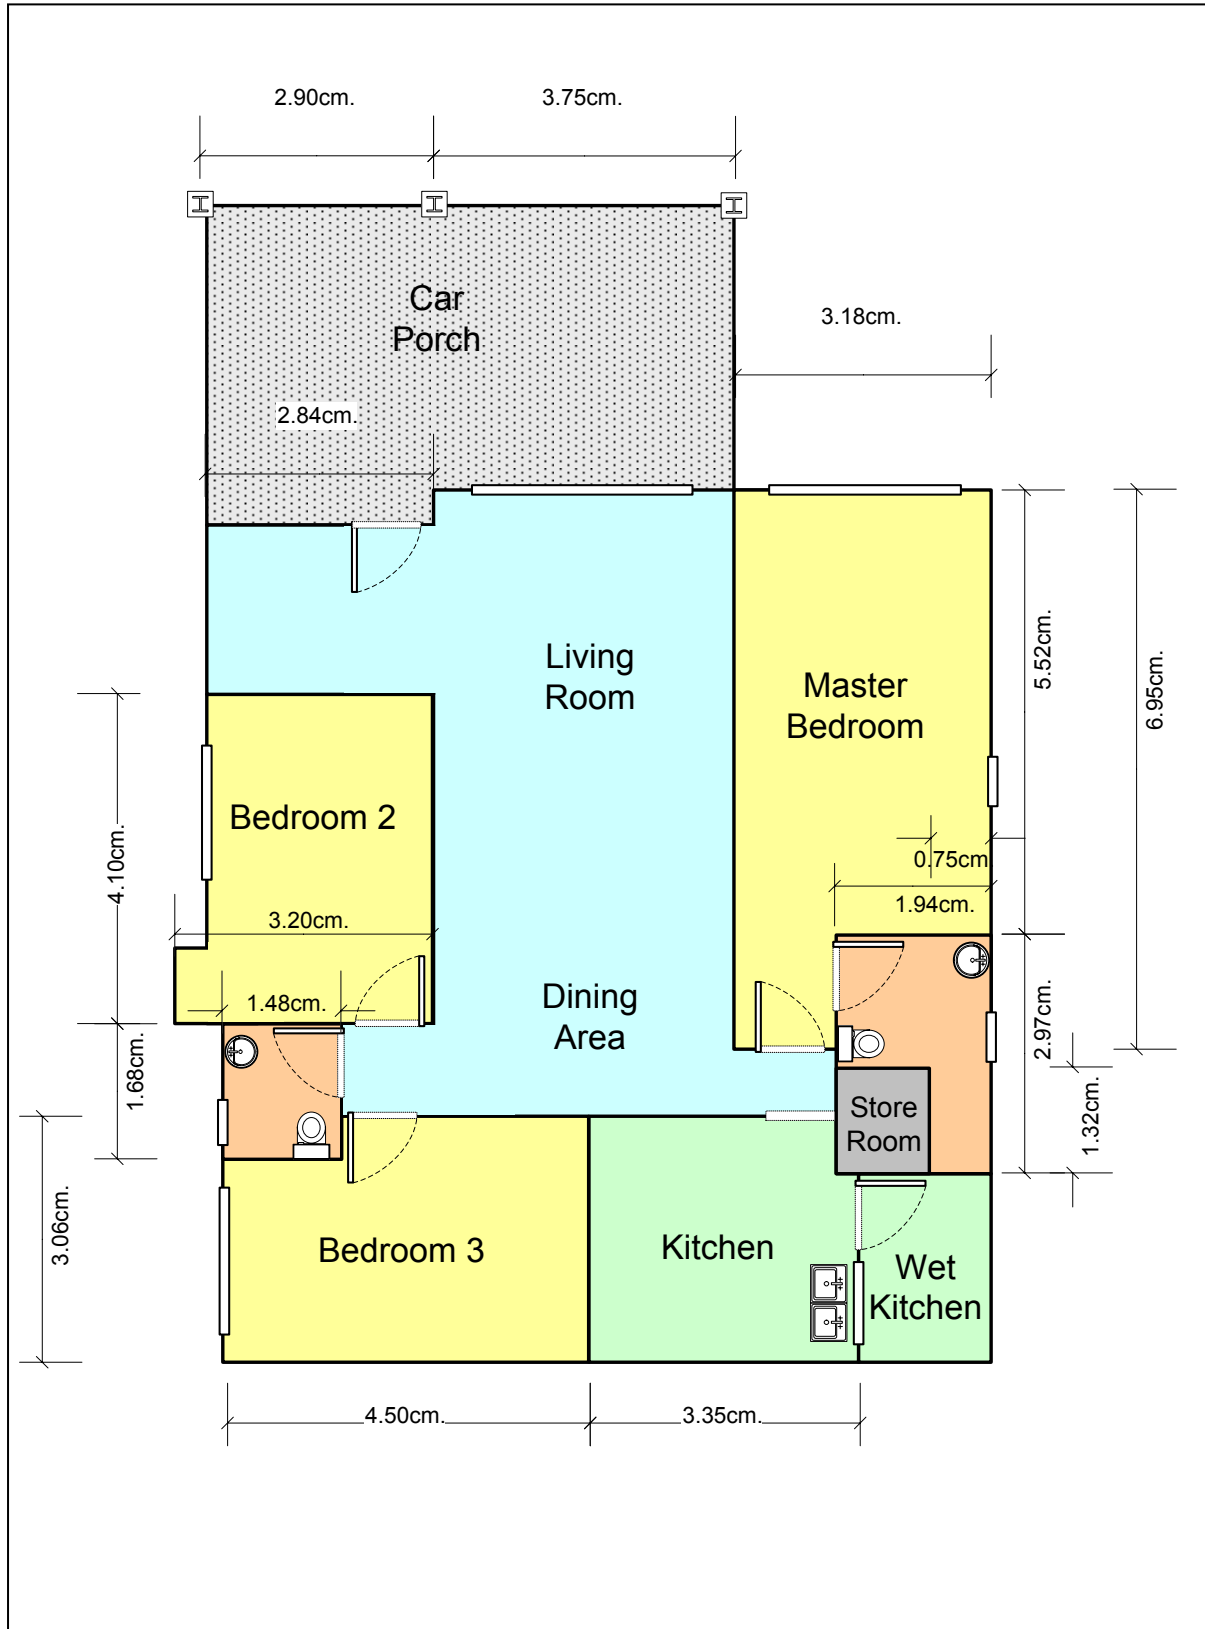 2.90cm.
3.75cm.
Car
Porch
3.18cm.
2.84cm.
Living
Room
Master
Bedroom
5.52cm.
6.95cm.
Bedroom 2
4.10cm.
0.75cm
1.94cm.
3.20cm.
1.48cm.
Dining
Area
2.97cm.
1.68cm.
Store
Room
1.32cm.
3.06cm.
Bedroom 3
Kitchen
Wet
Kitchen
4.50cm.
3.35cm.